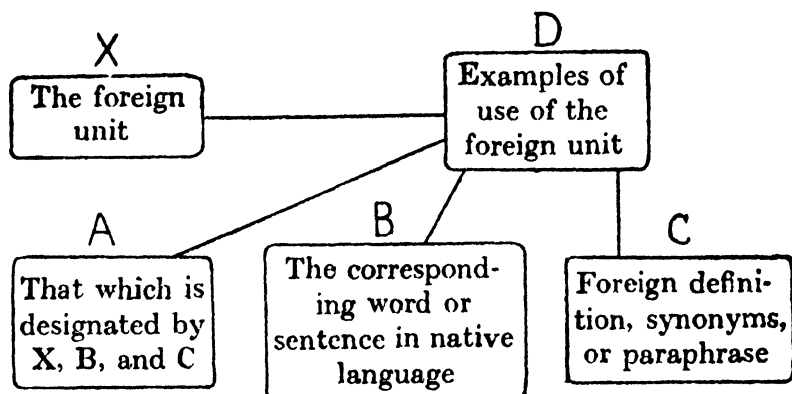 X
The foreign
unit
D
Examples of
use of the
foreign unit
A
That which is
designated by
X, B, and C
B
The correspond-
ing word or
sentence in native
language
C
Foreign defini-
tion, synonyms,
or paraphrase